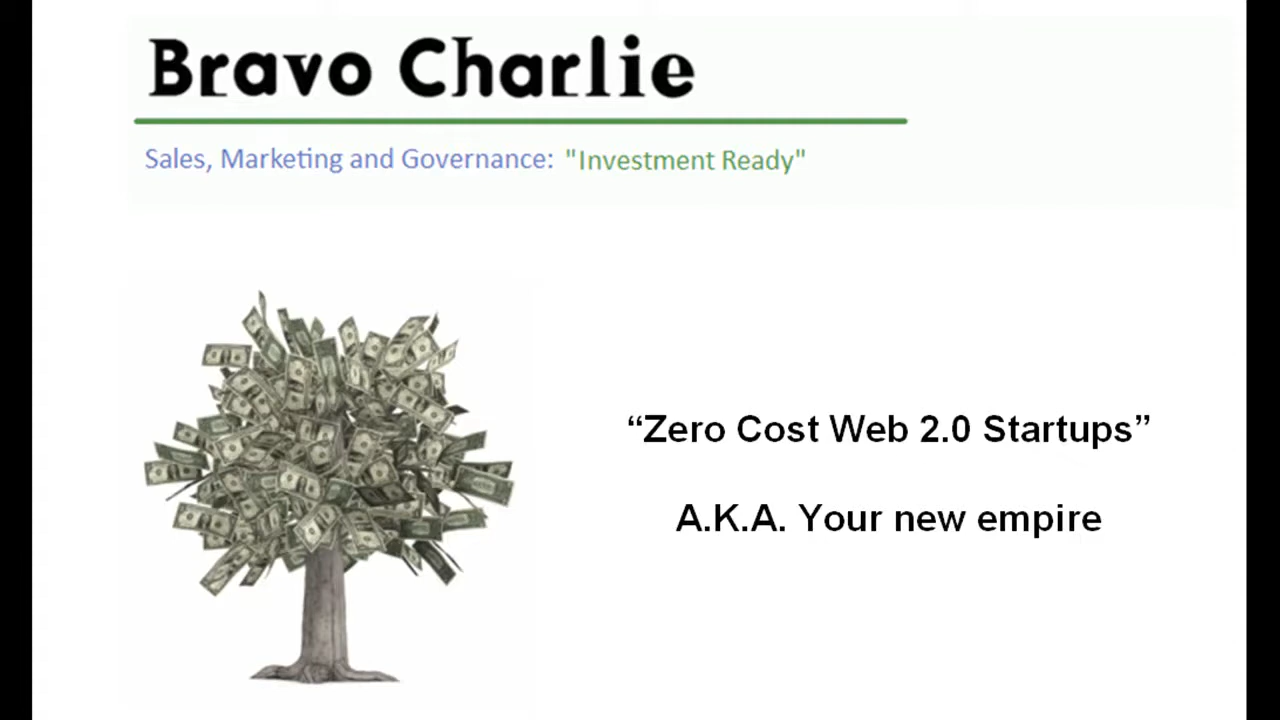 Bravo Charlie
Sales, Marketing and Governance: "Investment Ready"
“Zero Cost Web 2.0 Startups”
A.K.A. Your new empire